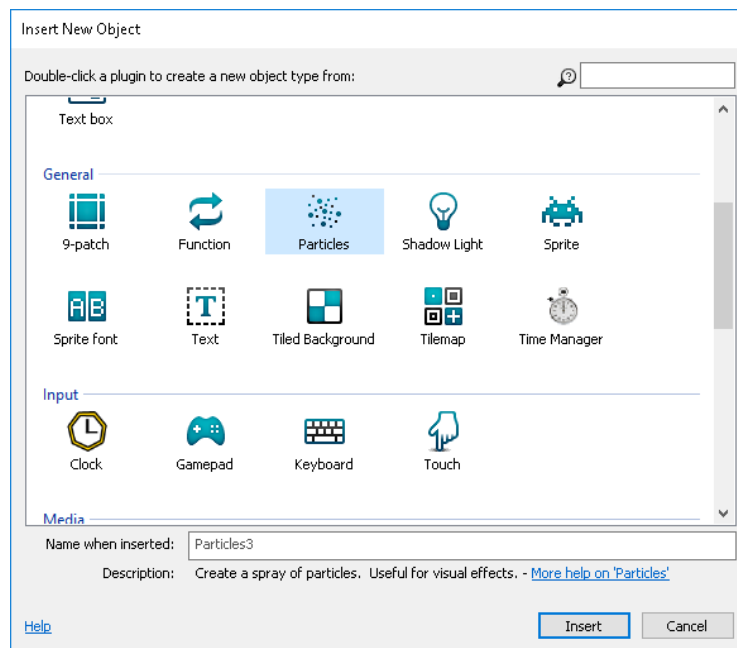 Insert New Object
Double-click a plugin to create a new object type from:
Text box
General
9-patch Function Particles Shadow Light Sprite
Sprite font Text Tiled Background Tilemap Time Manager
Input
Clock Gamepad Keyboard Touch
Media
Name when inserted: Particles3
Description: Create a spray of particles. Useful for visual effects. - More help on 'Particles'
Help Insert Cancel